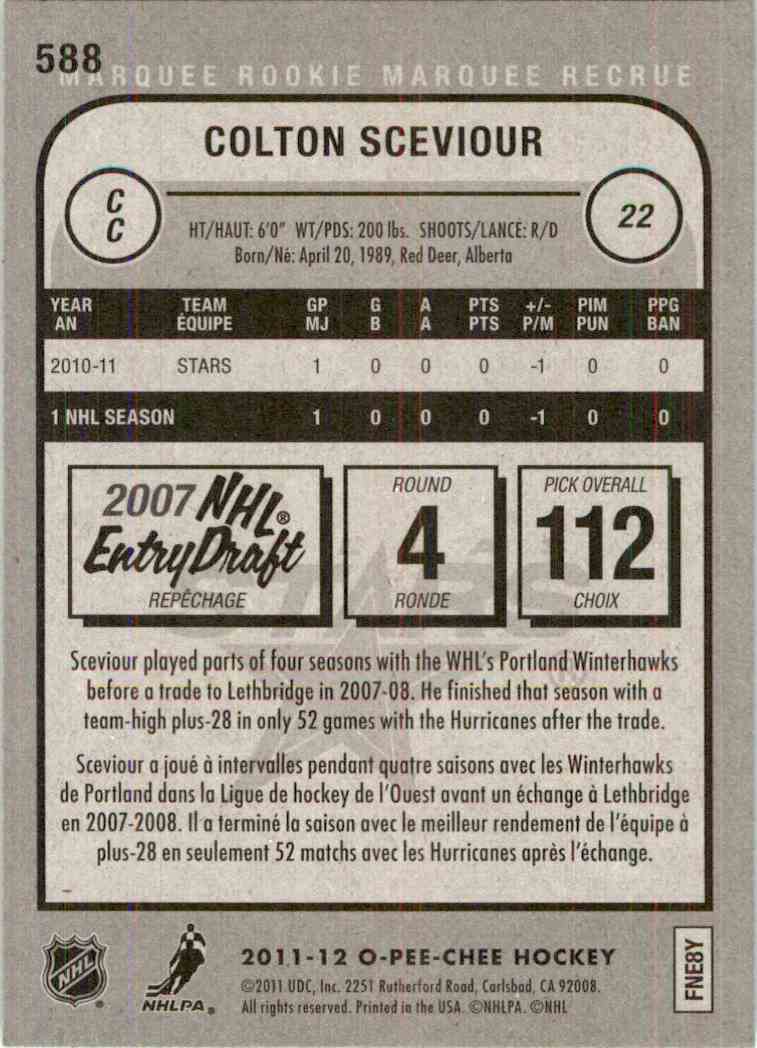 588
MARQUEE ROOKIE MARQUEE RECRUE
COLTON SCEVIOUR
C
C
22
HT/HAUT: 6'0" WT/PDS: 200 lbs. SHOOTS/LANCE: R/D
Born/Né: April 20, 1989, Red Deer, Alberta
YEAR TEAM GP G A PTS +/- PIM PPG
AN ÉQUIPE MJ B A PTS P/M PUN BAN
2010-11 STARS 1 0 0 0 -1 0 0
1 NHL SEASON 1 0 0 0 -1 0 0
2007 NHL®
Entry Draft
REPÊCHAGE
ROUND
4
RONDE
PICK OVERALL
112
CHOIX
STARS
Sceviour played parts of four seasons with the WHL's Portland Winterhawks
before a trade to Lethbridge in 2007-08. He finished that season with a
team-high plus-28 in only 52 games with the Hurricanes after the trade.
Sceviour a joué à intervalles pendant quatre saisons avec les Winterhawks
de Portland dans la Ligue de hockey de l'Ouest avant un échange à Lethbridge
en 2007-2008. Il a terminé la saison avec le meilleur rendement de l'équipe à
plus-28 en seulement 52 matchs avec les Hurricanes après l'échange.
NHL®
NHLPA®
2011-12 O-PEE-CHEE HOCKEY
©2011 UDC, Inc. 2251 Rutherford Road, Carlsbad, CA 92008.
All rights reserved. Printed in the USA. ©NHLPA. ©NHL
FNE8Y